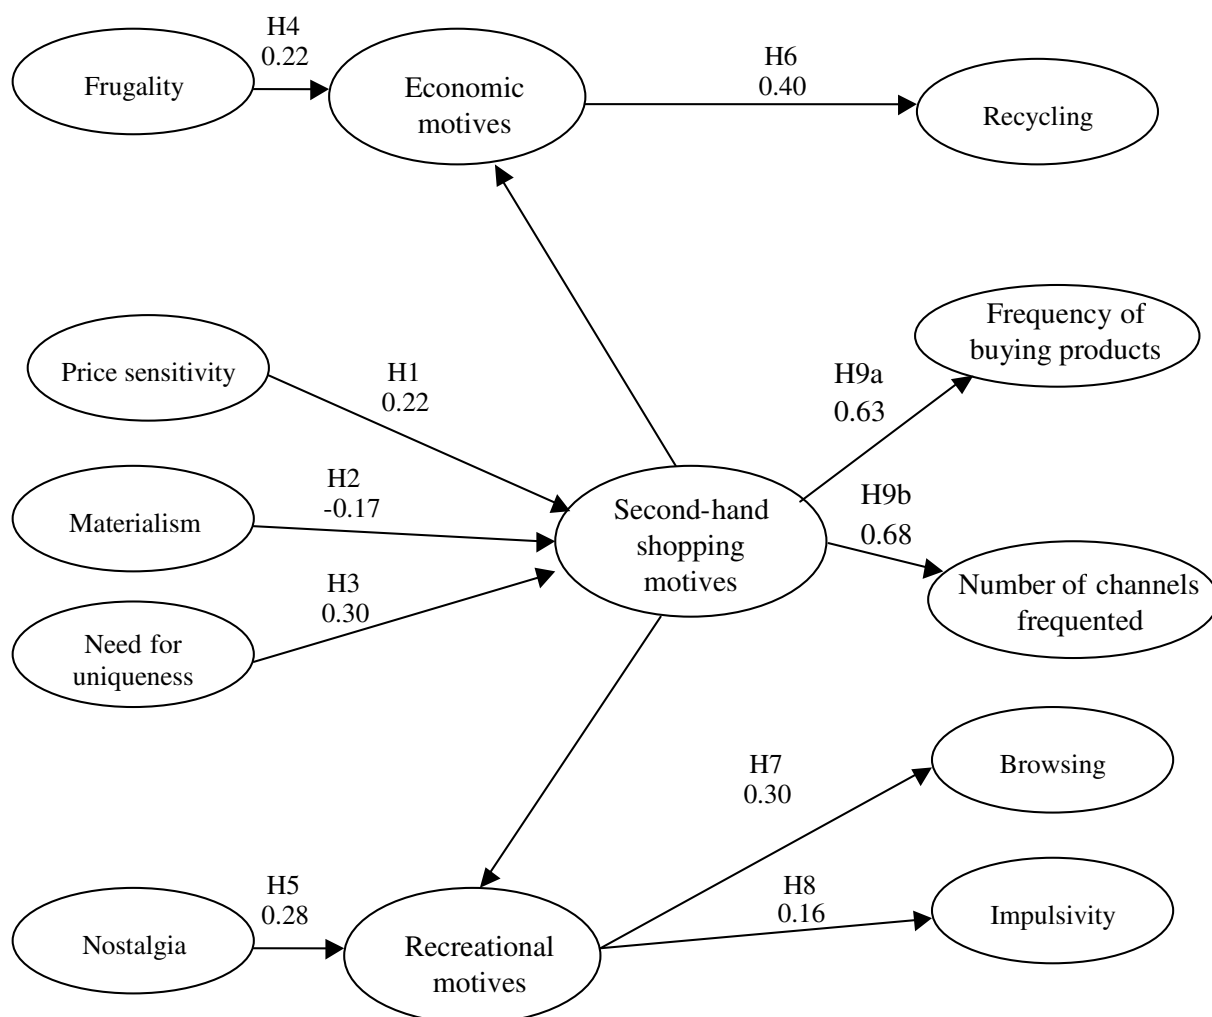 H4
0.22
Frugality
Economic
motives
H6
0.40
Recycling
Frequency of
buying products
Price sensitivity
H1
0.22
H9a
0.63
H2
-0.17
Materialism
Second-hand
shopping
motives
H9b
0.68
H3
0.30
Number of channels
frequented
Need for
uniqueness
H7
0.30
Browsing
H5
0.28
Nostalgia
Recreational
motives
H8
0.16
Impulsivity